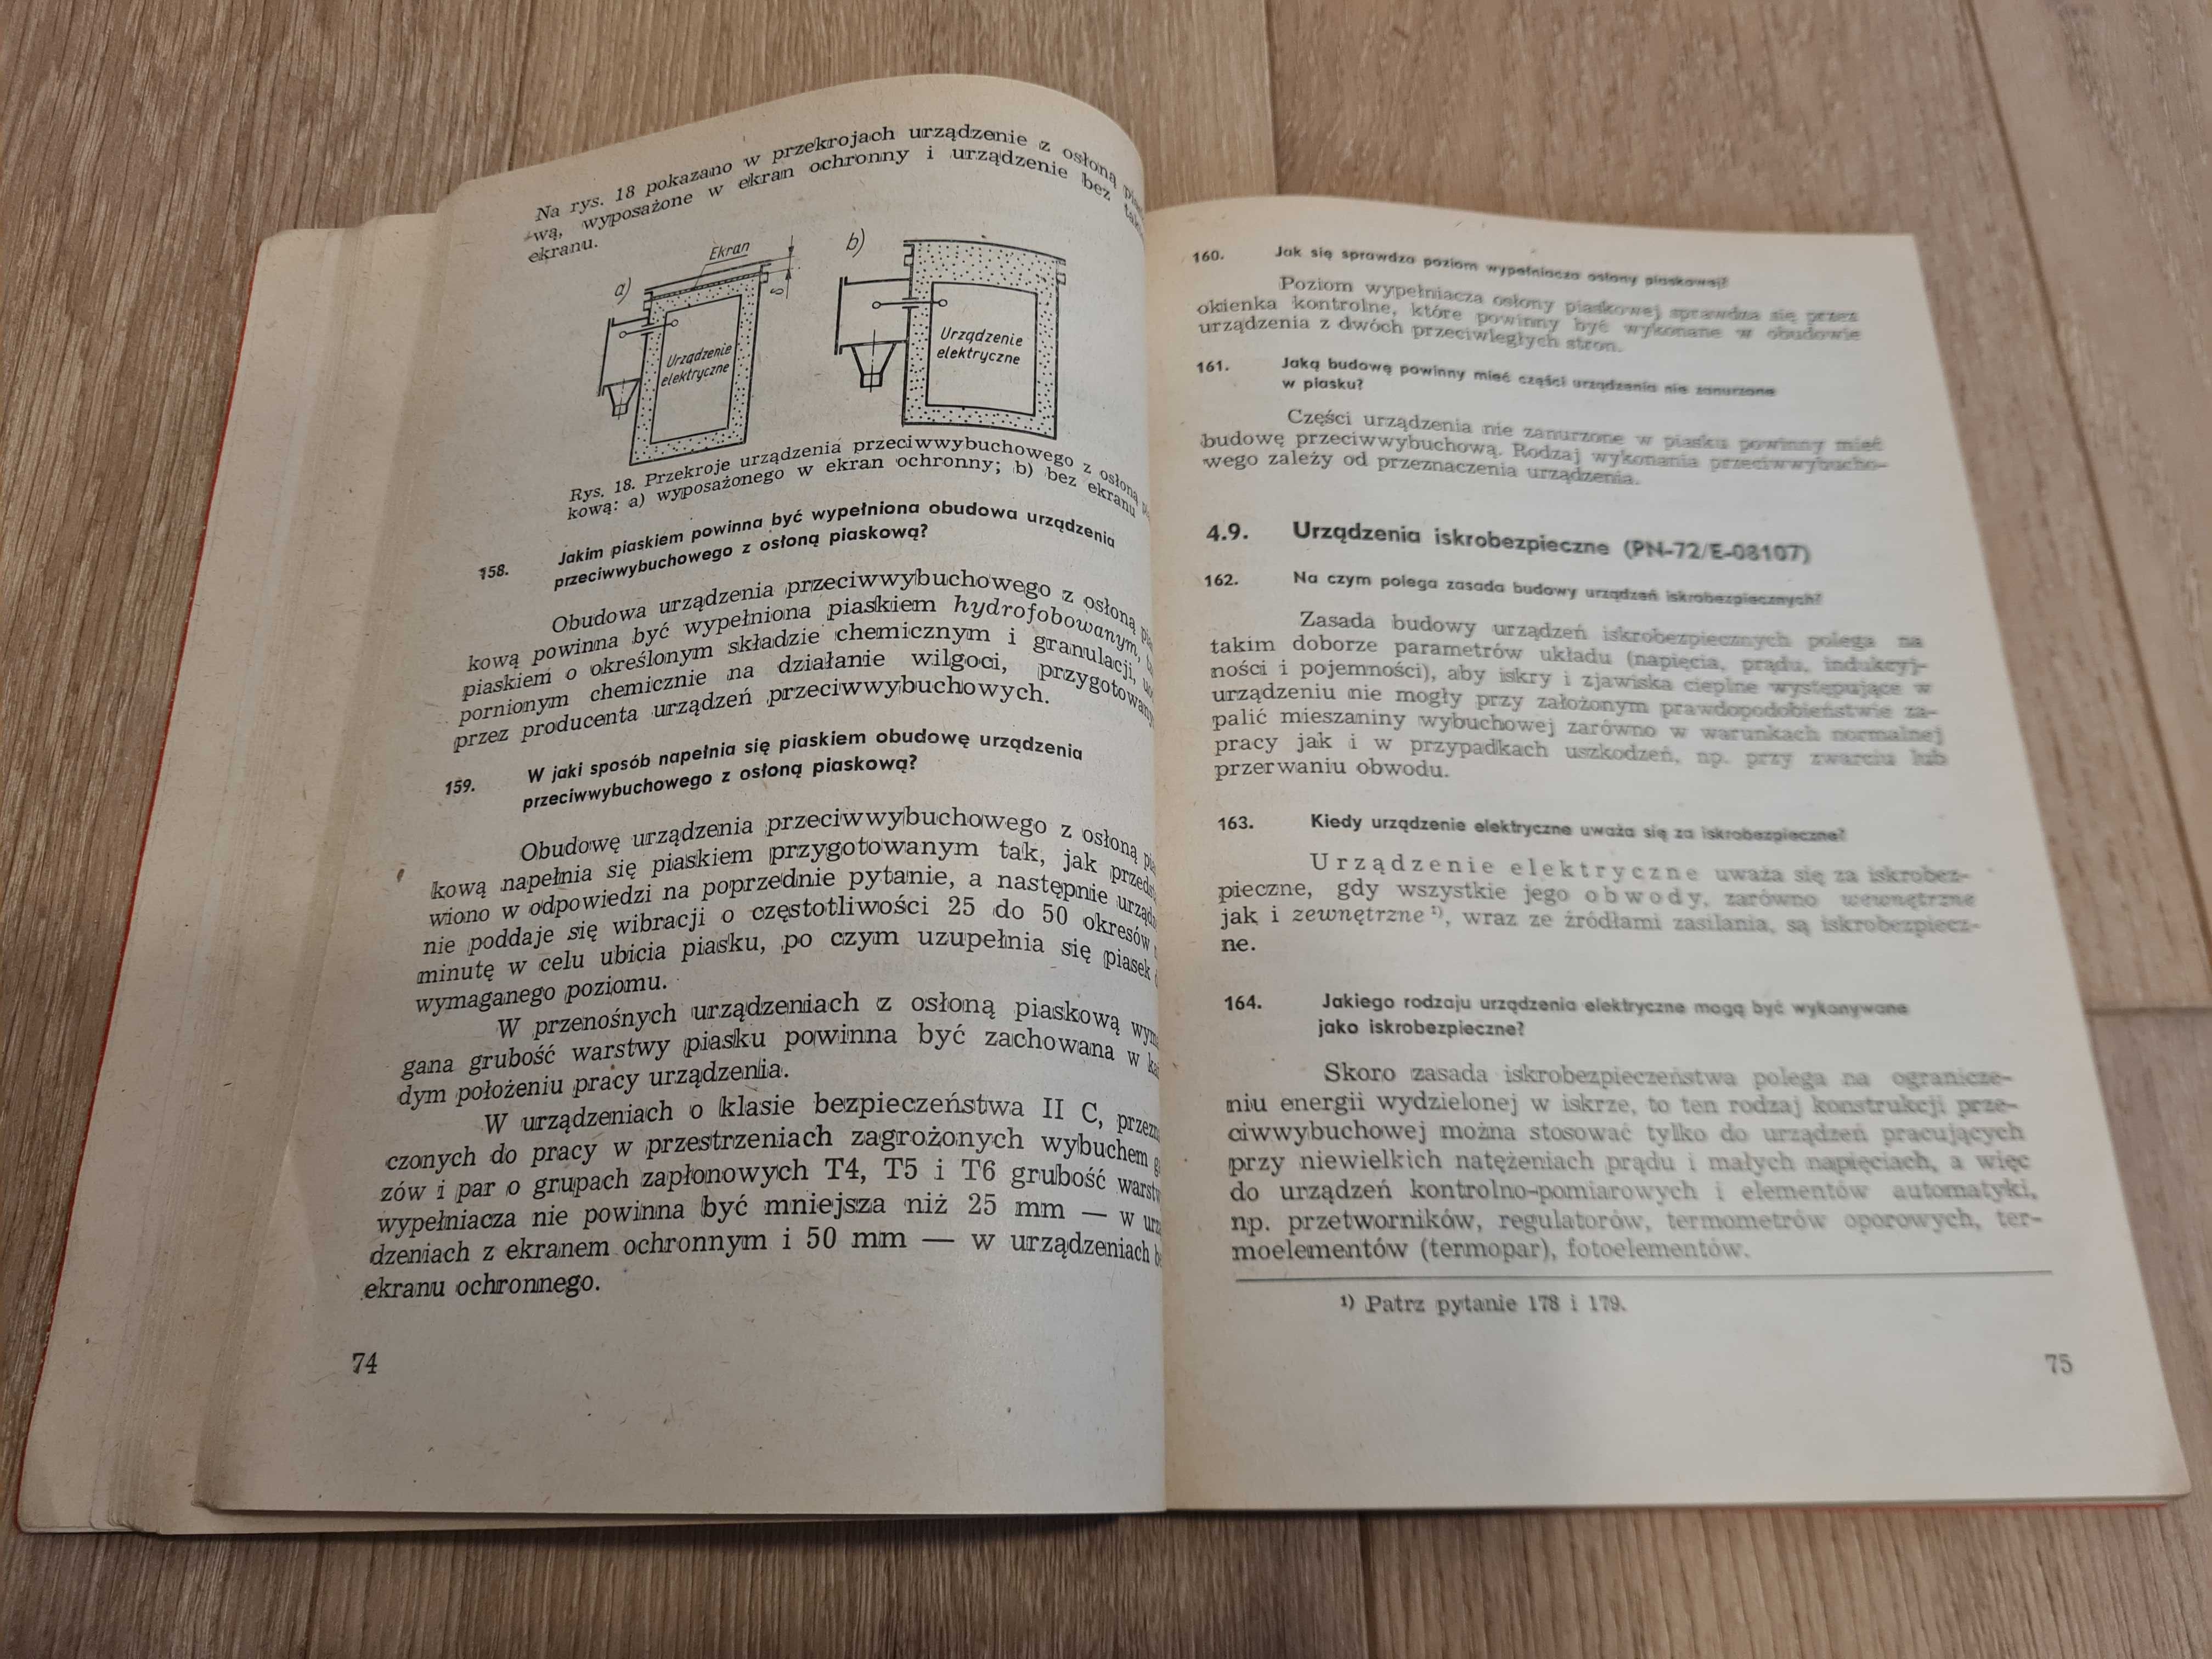 Na rys. 18 pokazano w przekrojach urządzenie z osłoną
wą, wyposażone w ekran ochronny i urządzenie bez
ekranu.
a)
Ekran
b)
Urządzenie
elektryczne
Urządzenie
elektryczne
Rys. 18. Przekroje urządzenia przeciwwybuchowego z osłoną
kową: a) wyposażonego w ekran ochronny; b) bez ekranu
158. Jakim piaskiem powinna być wypełniona obudowa urządzenia
przeciwwybuchowego z osłoną piaskową?
Obudowa urządzenia przeciwwybuchowego z osłoną
kową powinna być wypełniona piaskiem hydrofobowanym,
piaskiem o określonym składzie chemicznym i granulacji,
pornionym chemicznie na działanie wilgoci, przygotowa
przez producenta urządzeń przeciwwybuchowych.
159. W jaki sposób napełnia się piaskiem obudowę urządzenia
przeciwwybuchowego z osłoną piaskową?
Obudowę urządzenia przeciwwybuchowego z osłoną
kową napełnia się piaskiem przygotowanym tak, jak przeds
wiono w odpowiedzi na poprzednie pytanie, a następnie urząd
nie poddaje się wibracji o częstotliwości 25 do 50 okresów
minutę w celu ubicia piasku, po czym uzupełnia się piasek
wymaganego poziomu.
W przenośnych urządzeniach z osłoną piaskową wym
gana grubość warstwy piasku powinna być zachowana w ka
dym położeniu pracy urządzenia.
W urządzeniach o klasie bezpieczeństwa II C, przezn
czonych do pracy w przestrzeniach zagrożonych wybuchem g
zów i par o grupach zapłonowych T4, T5 i T6 grubość warstw
wypełniacza nie powinna być mniejsza niż 25 mm — w urz
dzeniach z ekranem ochronnym i 50 mm — w urządzeniach b
ekranu ochronnego.
74
160. Jak się sprawdza poziom wypełniacza osłony piaskowej?
Poziom wypełniacza osłony piaskowej sprawdza się przez
okienka kontrolne, które powinny być wykonane w obudowie
urządzenia z dwóch przeciwległych stron.
161. Jaką budowę powinny mieć części urządzenia nie zanurzone
w piasku?
Części urządzenia nie zanurzone w piasku powinny mieć
budowę przeciwwybuchową. Rodzaj wykonania przeciwwybucho-
wego zależy od przeznaczenia urządzenia.
4.9. Urządzenia iskrobezpieczne (PN-72/E-08107)
162. Na czym polega zasada budowy urządzeń iskrobezpiecznych?
Zasada budowy urządzeń iskrobezpiecznych polega na
takim doborze parametrów układu (napięcia, prądu, indukcyj-
ności i pojemności), aby iskry i zjawiska cieplne występujące w
urządzeniu nie mogły przy założonym prawdopodobieństwie za-
palić mieszaniny wybuchowej zarówno w warunkach normalnej
pracy jak i w przypadkach uszkodzeń, np. przy zwarciu lub
przerwaniu obwodu.
163. Kiedy urządzenie elektryczne uważa się za iskrobezpieczne?
Urządzenie elektryczne uważa się za iskrobez-
pieczne, gdy wszystkie jego obwody, zarówno wewnętrzne
jak i zewnętrzne ¹), wraz ze źródłami zasilania, są iskrobezpiecz-
ne.
164. Jakiego rodzaju urządzenia elektryczne mogą być wykonywane
jako iskrobezpieczne?
Skoro zasada iskrobezpieczeństwa polega na ogranicze-
niu energii wydzielonej w iskrze, to ten rodzaj konstrukcji prze-
ciwwybuchowej można stosować tylko do urządzeń pracujących
przy niewielkich natężeniach prądu i małych napięciach, a więc
do urządzeń kontrolno-pomiarowych i elementów automatyki,
np. przetworników, regulatorów, termometrów oporowych, ter-
moelementów (termopar), fotoelementów.
¹) Patrz pytanie 178 i 179.
75